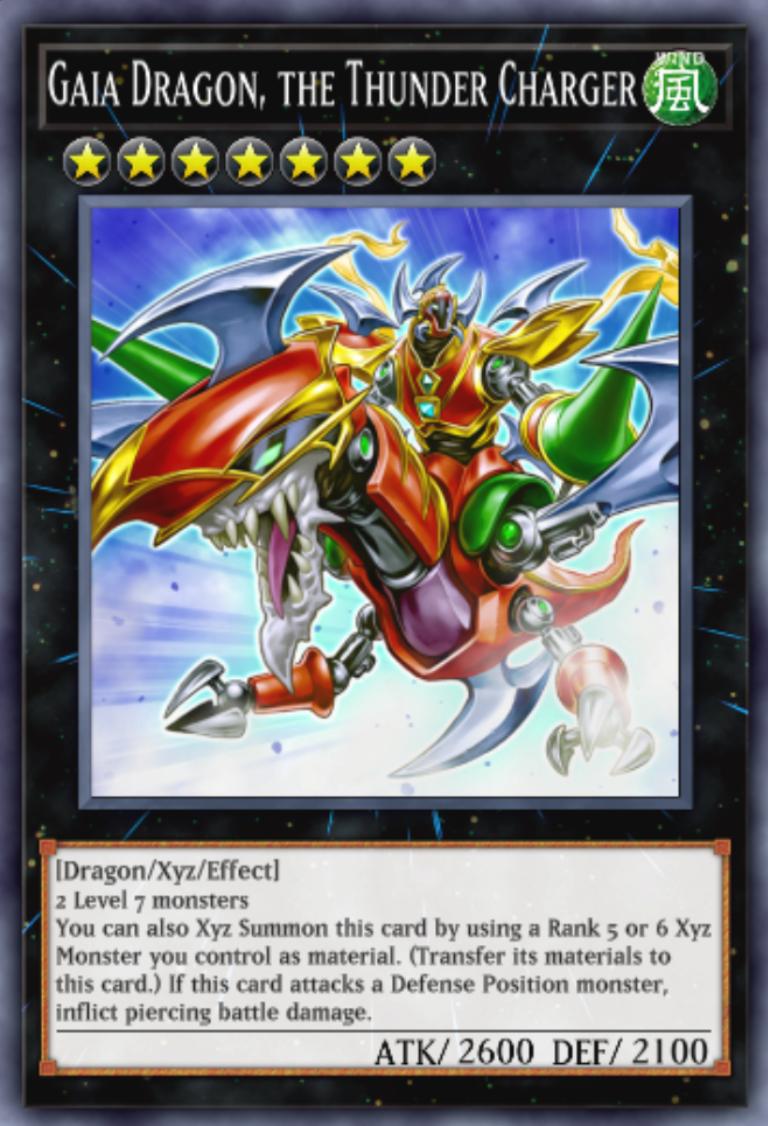 Gaia Dragon, the Thunder Charger
WIND
風
[Dragon/Xyz/Effect]
2 Level 7 monsters
You can also Xyz Summon this card by using a Rank 5 or 6 Xyz
Monster you control as material. (Transfer its materials to
this card.) If this card attacks a Defense Position monster,
inflict piercing battle damage.
ATK/ 2600 DEF/ 2100